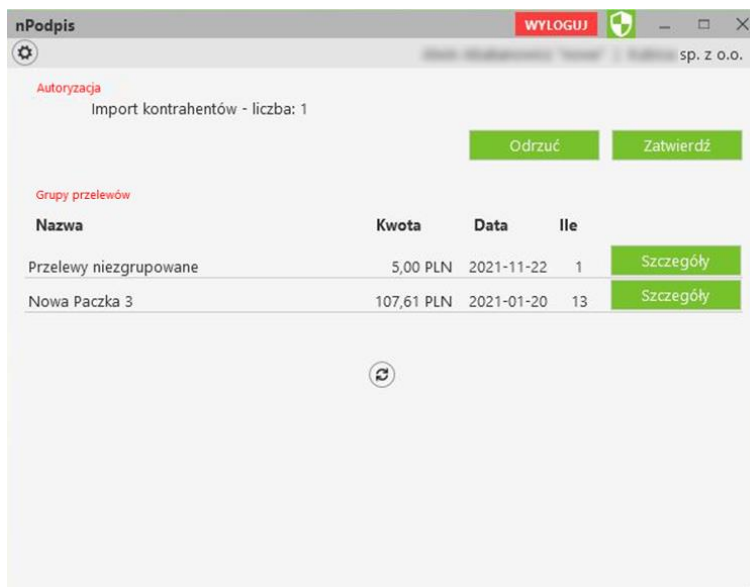 nPodpis WYLOGUJ
sp. z o.o.
Autoryzacja
Import kontrahentów - liczba: 1
Odrzuć Zatwierdź
Grupy przelewów
Nazwa Kwota Data Ile
Przelewy niezgrupowane 5,00 PLN 2021-11-22 1 Szczegóły
Nowa Paczka 3 107,61 PLN 2021-01-20 13 Szczegóły